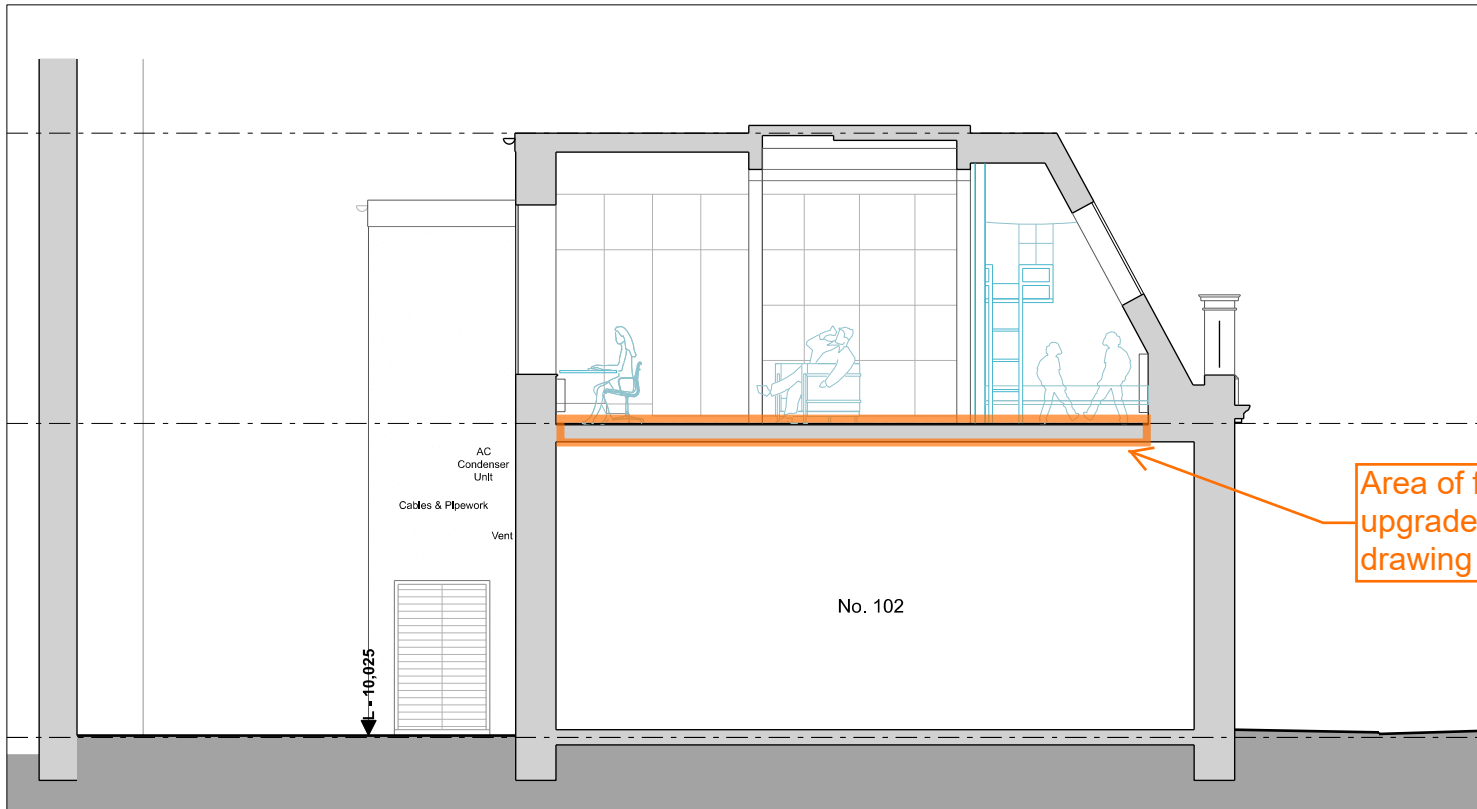 AC
Condenser
Unit
Cables & Pipework
Vent
L - 10,025
No. 102
Area of f
upgrade
drawing